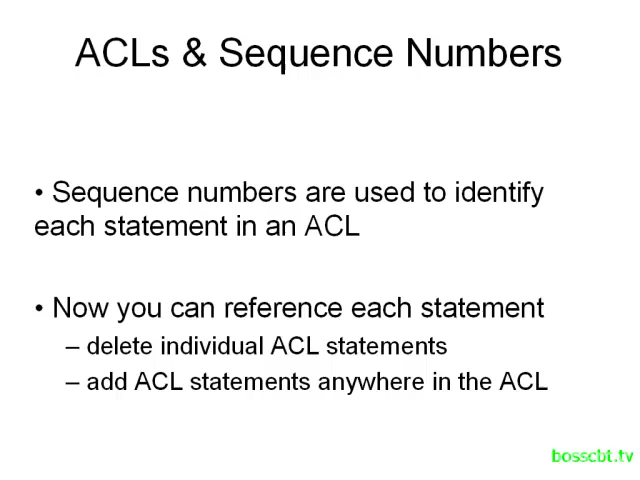 ACLs & Sequence Numbers
• Sequence numbers are used to identify
each statement in an ACL
• Now you can reference each statement
– delete individual ACL statements
– add ACL statements anywhere in the ACL
bosscbt.tv